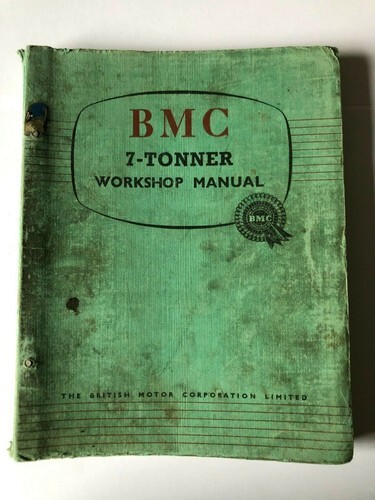 BMC
7-TONNER
WORKSHOP MANUAL
BMC
THE BRITISH MOTOR CORPORATION LIMITED